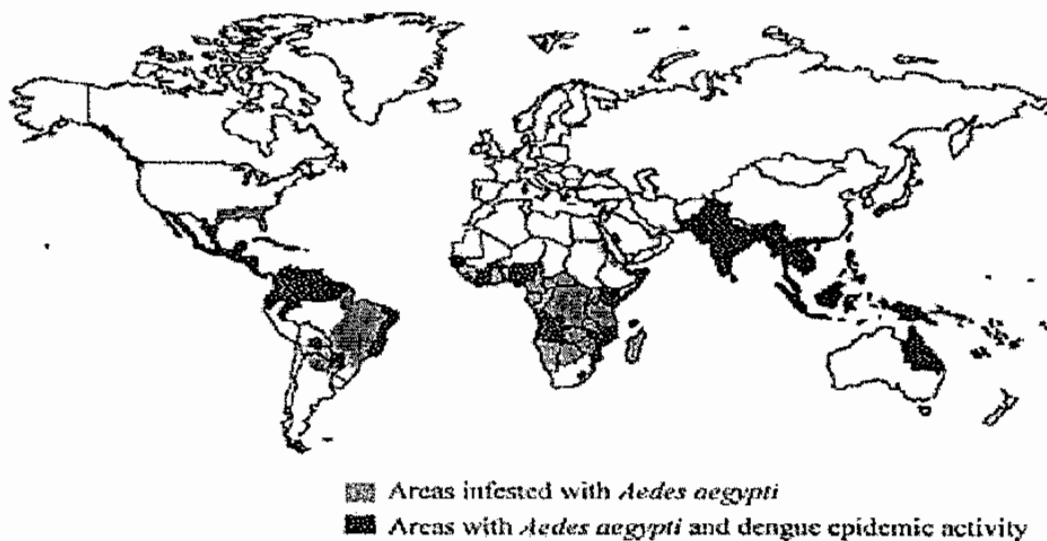 Areas infested with Aedes aegypti
Areas with Aedes aegypti and dengue epidemic activity